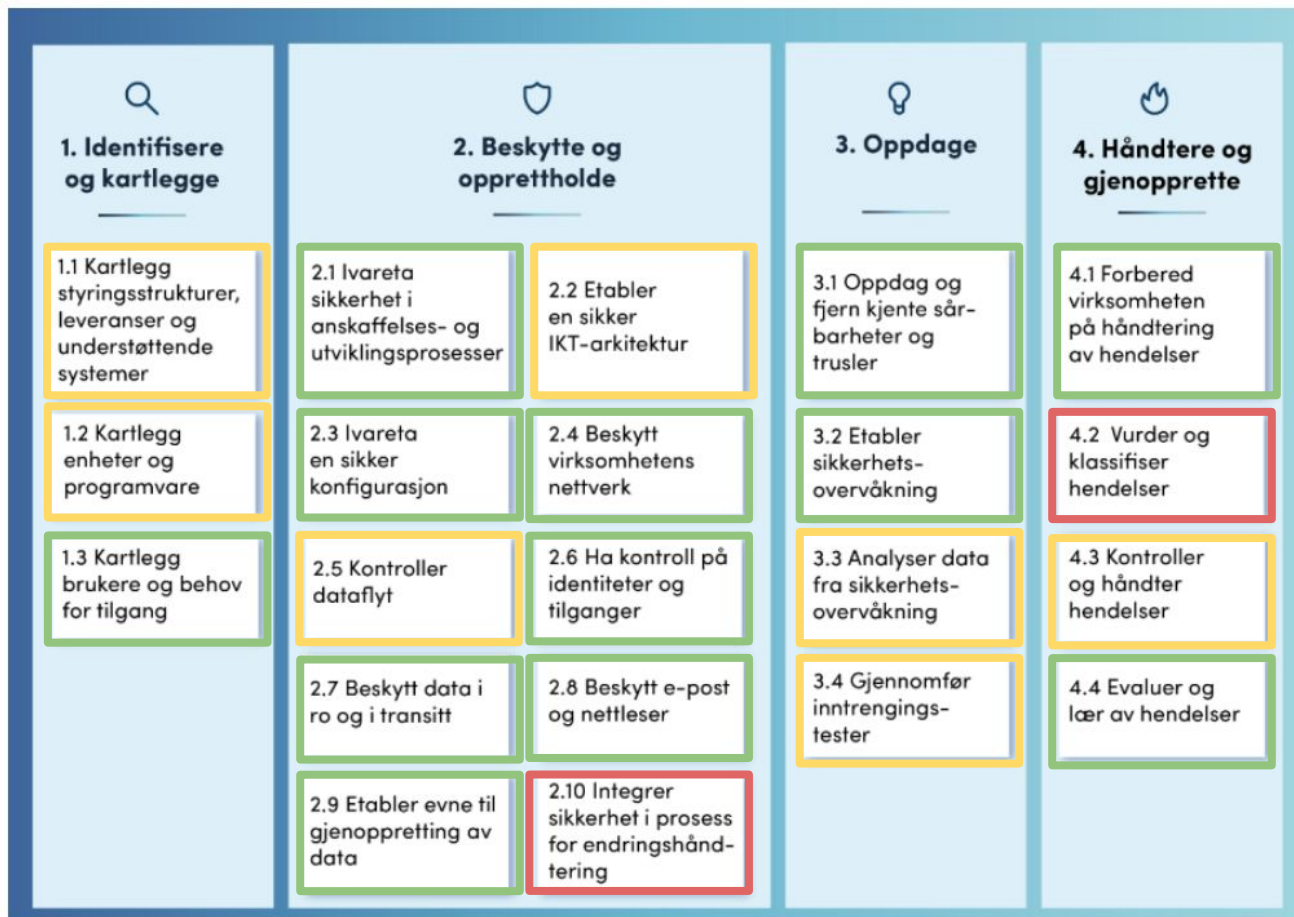 1. Identifisere
og kartlegge
1.1 Kartlegg
styringsstrukturer,
leveranser og
understøttende
systemer
1.2 Kartlegg
enheter og
programvare
1.3 Kartlegg
brukere og behov
for tilgang
2. Beskytte og
opprettholde
2.1 Ivareta
sikkerhet i
anskaffelses- og
utviklingsprosesser
2.2 Etabler
en sikker
IKT-arkitektur
2.3 Ivareta
en sikker
konfigurasjon
2.4 Beskytt
virksomhetens
nettverk
2.5 Kontroller
dataflyt
2.6 Ha kontroll på
identiteter og
tilganger
2.7 Beskytt data i
ro og i transitt
2.8 Beskytt e-post
og nettleser
2.9 Etabler evne til
gjenoppretting av
data
2.10 Integrer
sikkerhet i prosess
for endringshånd-
tering
3. Oppdage
3.1 Oppdag og
fjern kjente sår-
barheter og
trusler
3.2 Etabler
sikkerhets-
overvåkning
3.3 Analyser data
fra sikkerhets-
overvåkning
3.4 Gjennomfør
inntrengings-
tester
4. Håndtere og
gjenopprette
4.1 Forbered
virksomheten
på håndtering
av hendelser
4.2 Vurder og
klassifiser
hendelser
4.3 Kontroller
og håndter
hendelser
4.4 Evaluer og
lær av hendelser